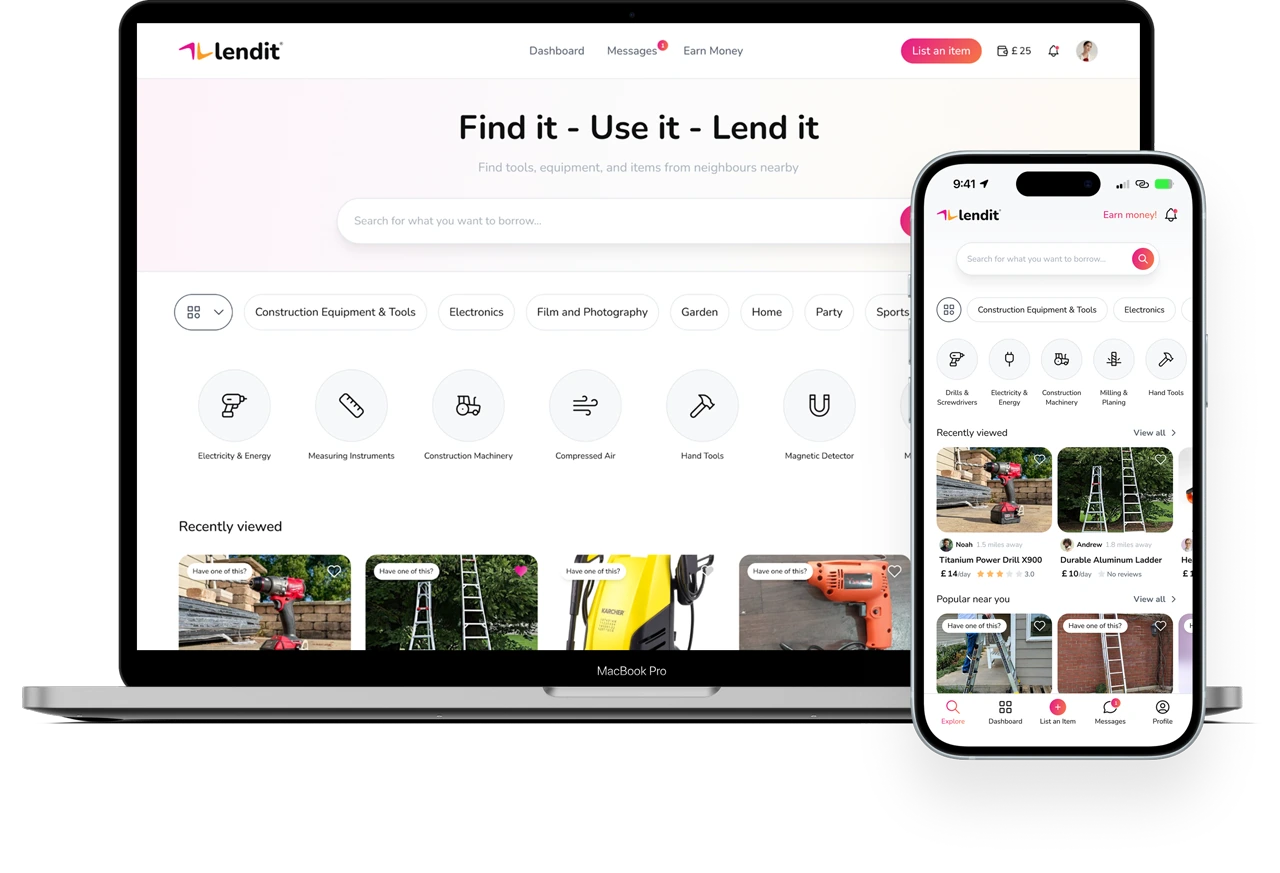 lendit
Dashboard
Messages
1
Earn Money
List an item
£ 25
Find it - Use it - Lend it
Find tools, equipment, and items from neighbours nearby
Search for what you want to borrow...
Construction Equipment & Tools
Electronics
Film and Photography
Garden
Home
Party
Sports
Electricity & Energy
Measuring Instruments
Construction Machinery
Compressed Air
Hand Tools
Magnetic Detector
M
Recently viewed
Have one of this?
Have one of this?
Have one of this?
Have one of this?
KARCHER
MacBook Pro
9:41
lendit
Earn money!
Search for what you want to borrow...
Construction Equipment & Tools
Electronics
Drills &
Screwdrivers
Electricity &
Energy
Construction
Machinery
Milling &
Planing
Hand Tools
Recently viewed
View all
Noah 1.5 miles away
Titanium Power Drill X900
£ 14/day
3.0
Andrew 1.8 miles away
Durable Aluminum Ladder
£ 10/day
No reviews
He
£ 1
Popular near you
View all
Have one of this?
Have one of this?
H
Explore
Dashboard
List an Item
Messages
Profile